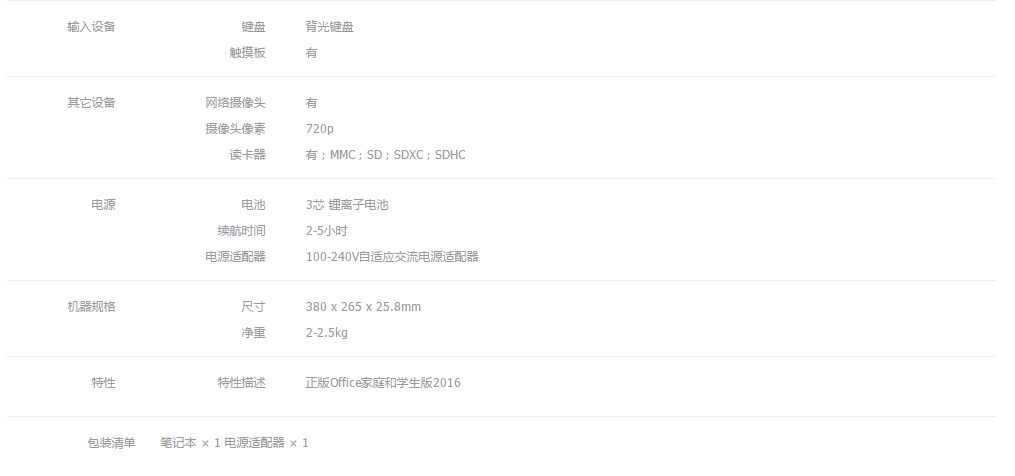 输入设备 键盘 背光键盘
触摸板 有
其它设备 网络摄像头 有
摄像头像素 720p
读卡器 有；MMC；SD；SDXC；SDHC
电源 电池 3芯 锂离子电池
续航时间 2-5小时
电源适配器 100-240V自适应交流电源适配器
机器规格 尺寸 380 x 265 x 25.8mm
净重 2-2.5kg
特性 特性描述 正版Office家庭和学生版2016
包装清单 笔记本 × 1 电源适配器 × 1